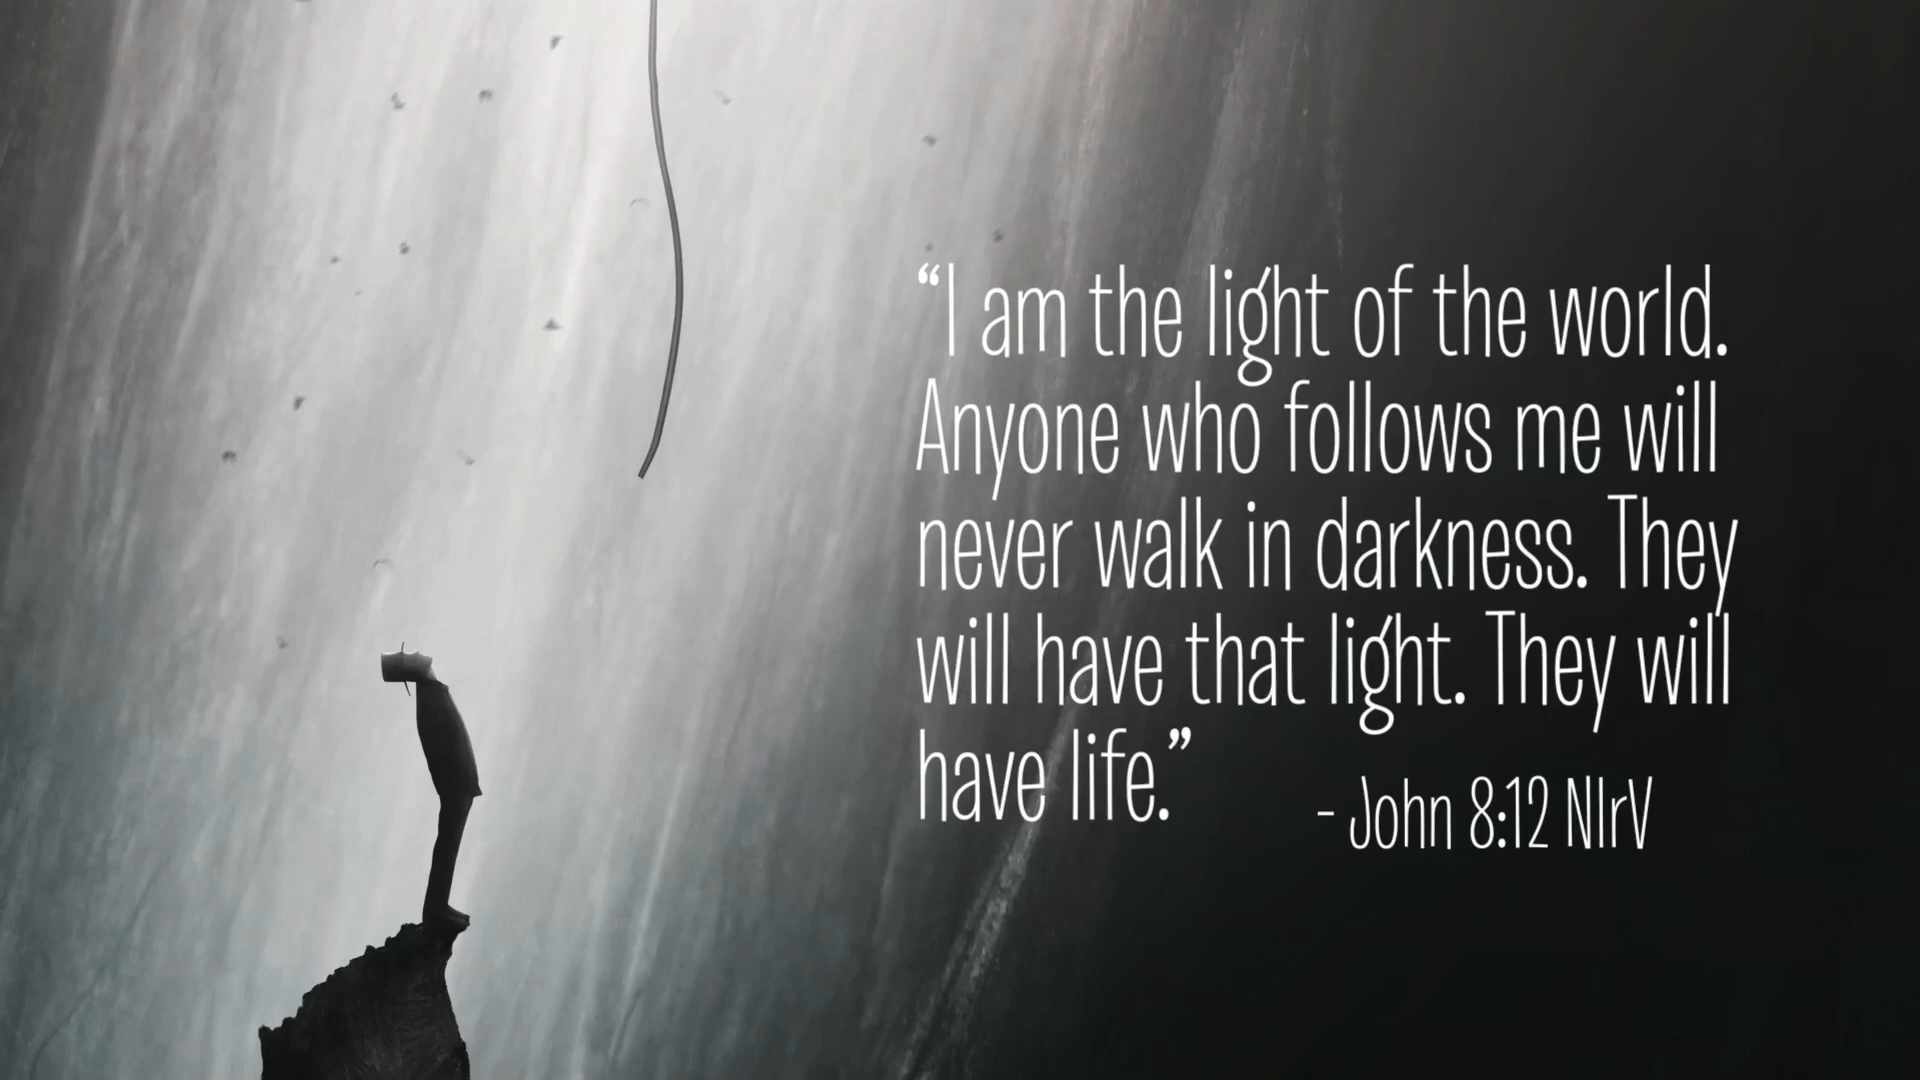 “I am the light of the world.
Anyone who follows me will
never walk in darkness. They
will have that light. They will
have life.”
- John 8:12 NIrV